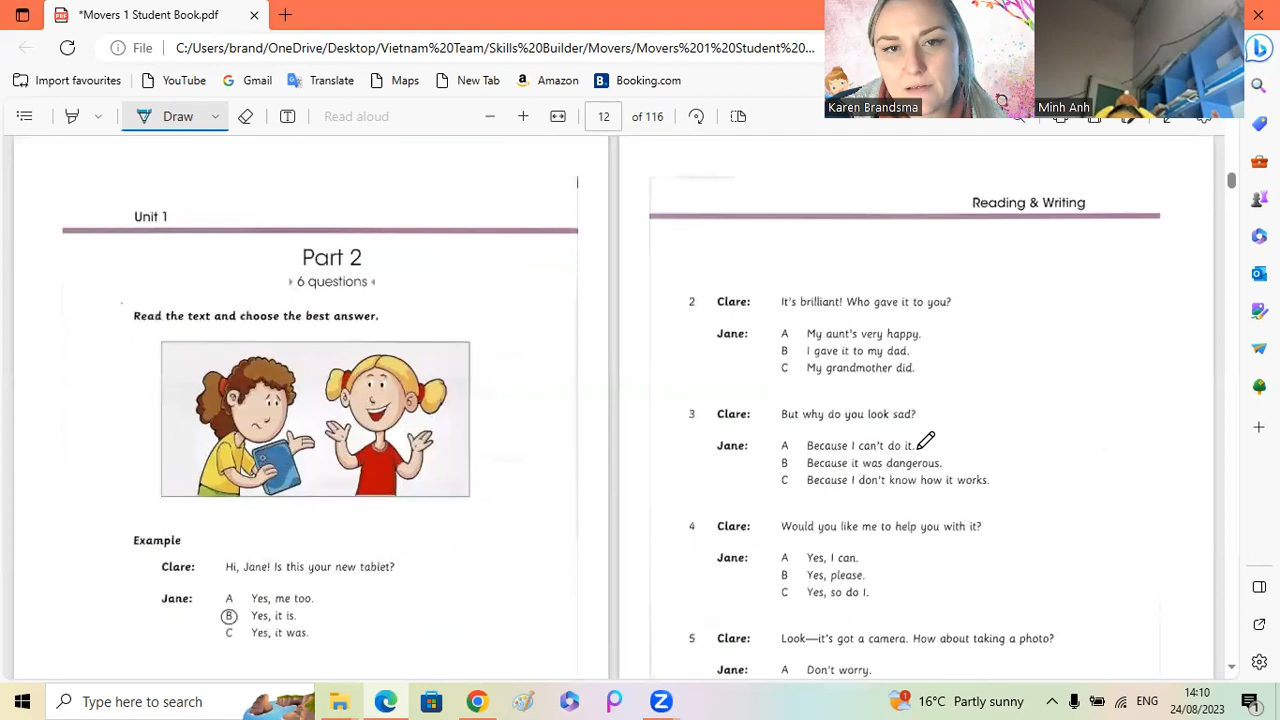 *Movers 1 Student Book.pdf
File C:/Users/brand/OneDrive/Desktop/Vietnam%20Team/Skills%20Builder/Movers/Movers%201%20Student%20...
Import favourites YouTube Gmail Translate Maps New Tab Amazon Booking.com
Karen Brandsma
Minh Anh
Draw Read aloud 12 of 116
Unit 1
Part 2
6 questions
Read the text and choose the best answer.
Example
Clare: Hi, Jane! Is this your new tablet?
Jane: A Yes, me too.
B Yes, it is.
C Yes, it was.
Reading & Writing
2 Clare: It's brilliant! Who gave it to you?
Jane: A My aunt's very happy.
B I gave it to my dad.
C My grandmother did.
3 Clare: But why do you look sad?
Jane: A Because I can't do it.
B Because it was dangerous.
C Because I don't know how it works.
4 Clare: Would you like me to help you with it?
Jane: A Yes, I can.
B Yes, please.
C Yes, so do I.
5 Clare: Look—it's got a camera. How about taking a photo?
Jane: A Don't worry.
Type here to search
1
16°C Partly sunny
ENG
14:10
24/08/2023
1